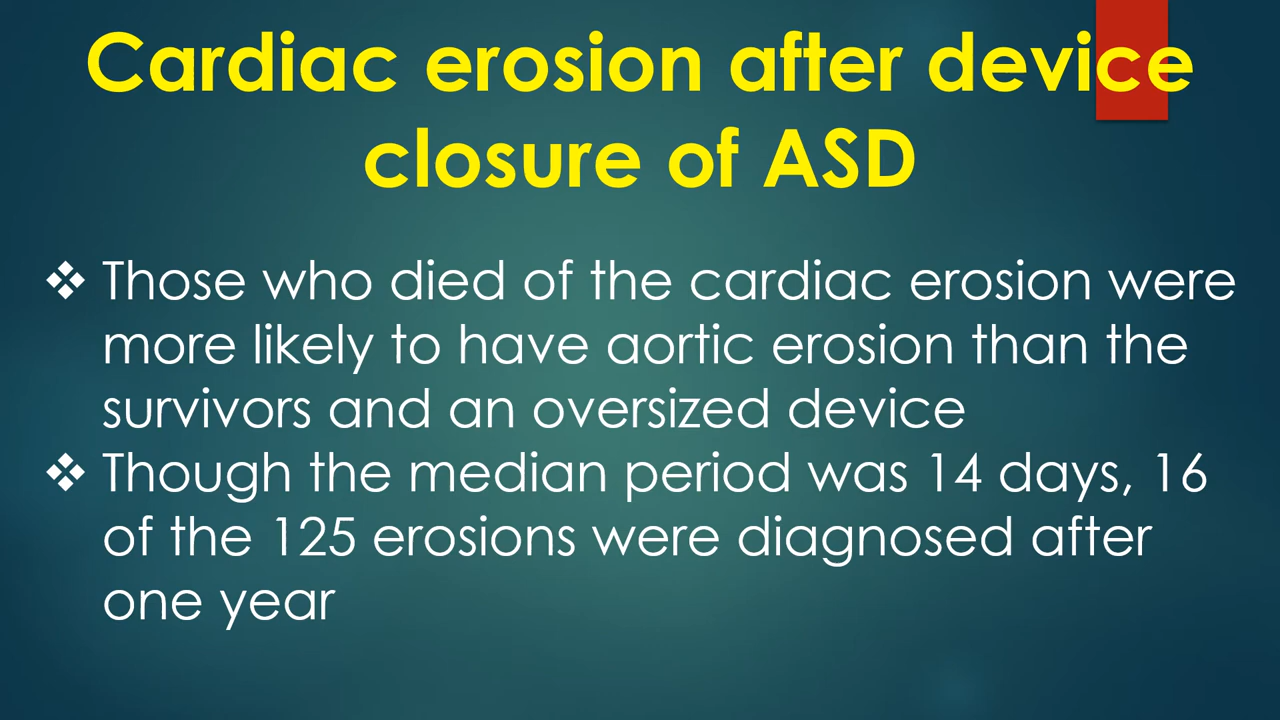 Cardiac erosion after device
closure of ASD
❖ Those who died of the cardiac erosion were
more likely to have aortic erosion than the
survivors and an oversized device
❖ Though the median period was 14 days, 16
of the 125 erosions were diagnosed after
one year